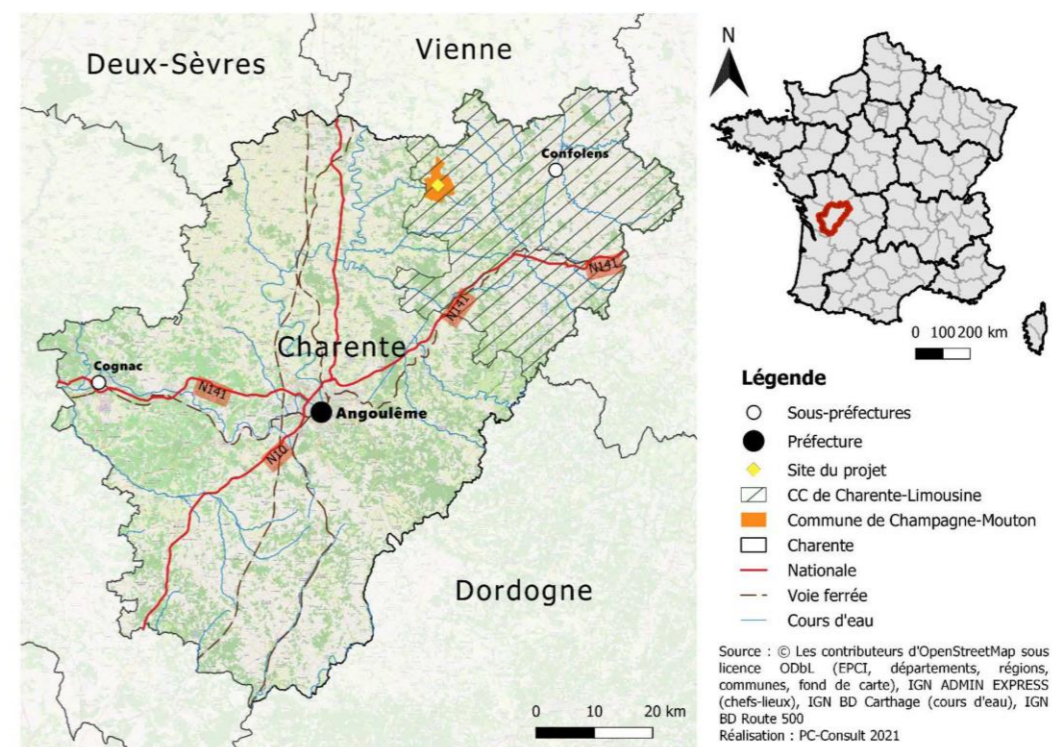 Deux-Sèvres
Vienne
Confolens
N141
N141
Charente
Cognac
N141
Angoulême
N10
Dordogne
0 10 20 km
N
0 100 200 km
Légende
Sous-préfectures
Préfecture
Site du projet
CC de Charente-Limousine
Commune de Champagne-Mouton
Charente
Nationale
Voie ferrée
Cours d'eau
Source : © Les contributeurs d'OpenStreetMap sous
licence ODbL (EPCI, départements, régions,
communes, fond de carte), IGN ADMIN EXPRESS
(chefs-lieux), IGN BD Carthage (cours d'eau), IGN
BD Route 500
Réalisation : PC-Consult 2021